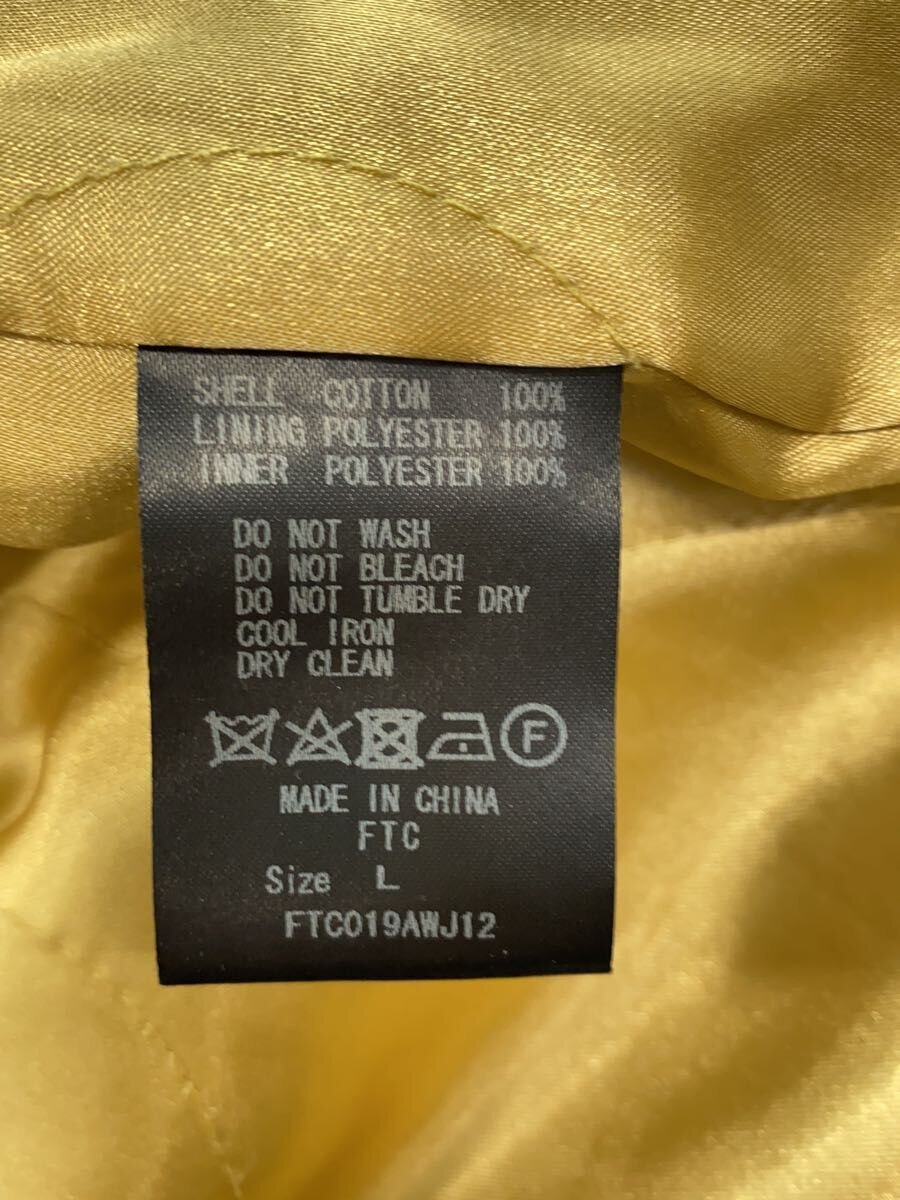 SHELL COTTON 100%
LINING POLYESTER 100%
INNER POLYESTER 100%
DO NOT WASH
DO NOT BLEACH
DO NOT TUMBLE DRY
COOL IRON
DRY CLEAN
F
MADE IN CHINA
FTC
Size L
FTC019AWJ12